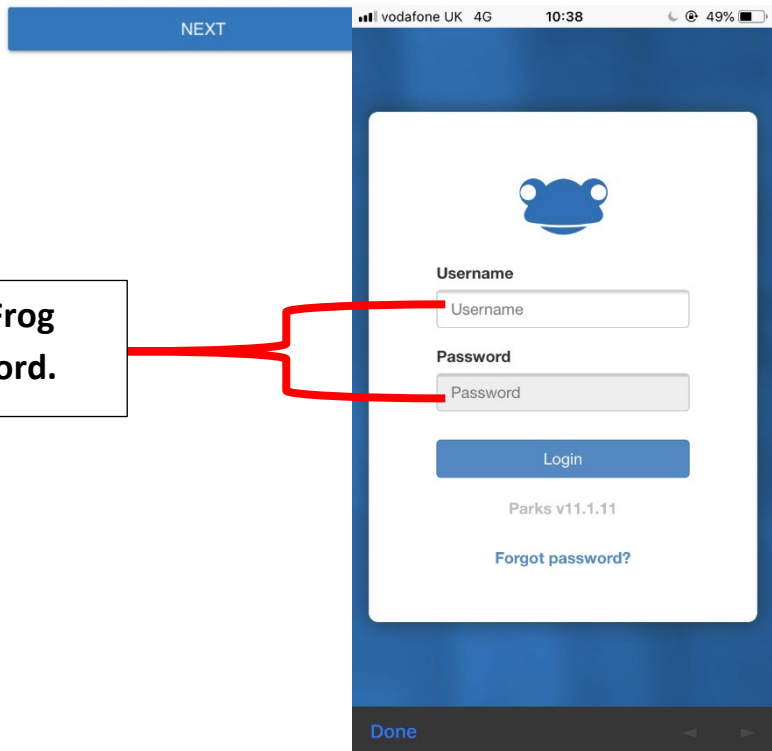 NEXT
vodafone UK 4G 10:38 49%
Username
Username
Frog
ord.
Password
Password
Login
Parks v11.1.11
Forgot password?
Done